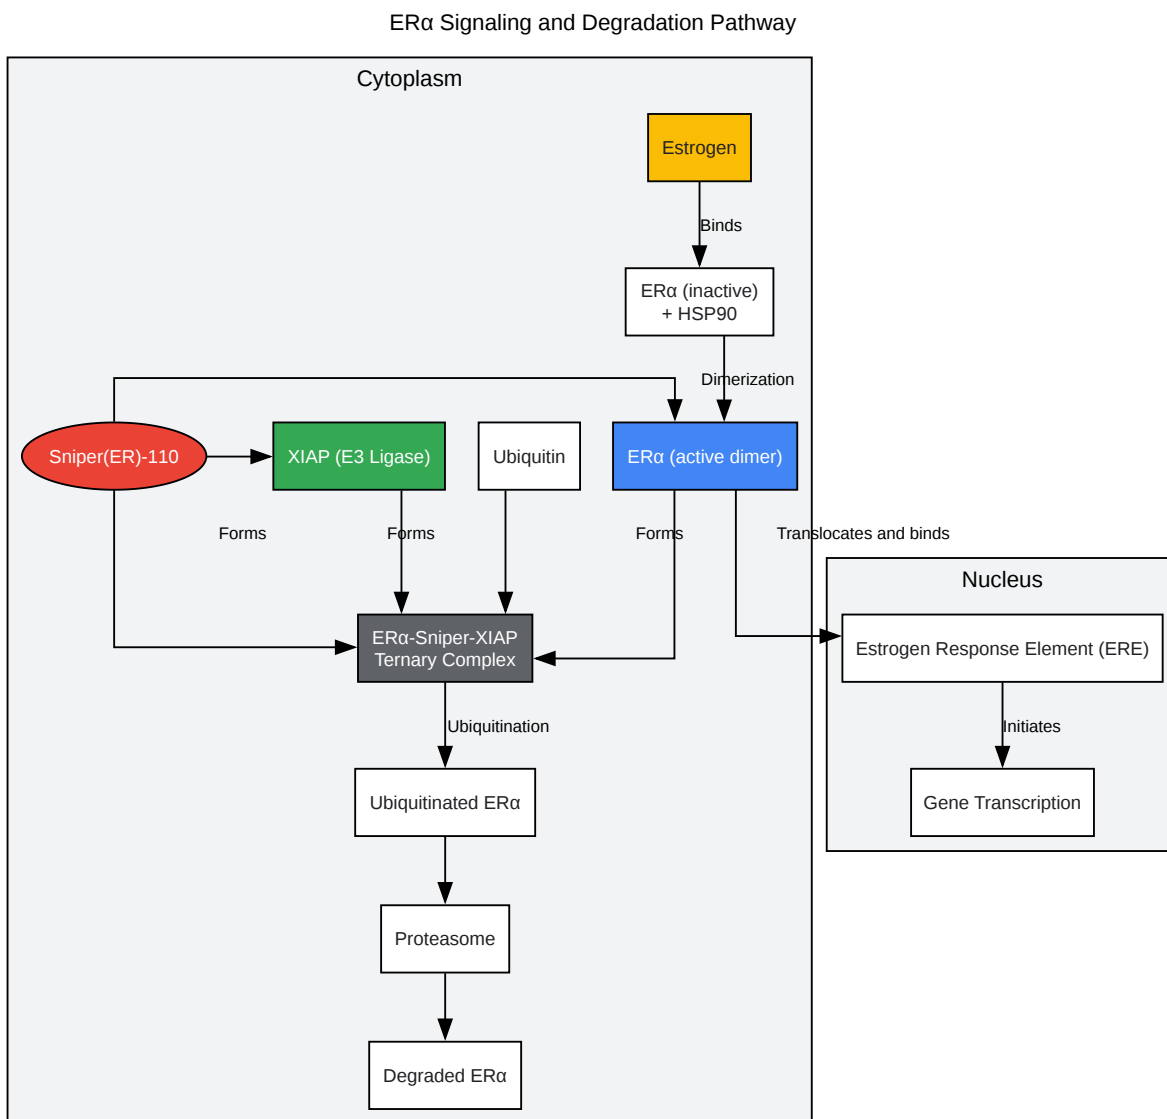 ERα Signaling and Degradation Pathway
Cytoplasm
Estrogen
Binds
ERα (inactive)
+ HSP90
Dimerization
Sniper(ER)-110
XIAP (E3 Ligase)
Ubiquitin
ERα (active dimer)
Forms
Forms
Forms
Translocates and binds
Nucleus
ERα-Sniper-XIAP
Ternary Complex
Estrogen Response Element (ERE)
Ubiquitination
Initiates
Ubiquitinated ERα
Gene Transcription
Proteasome
Degraded ERα